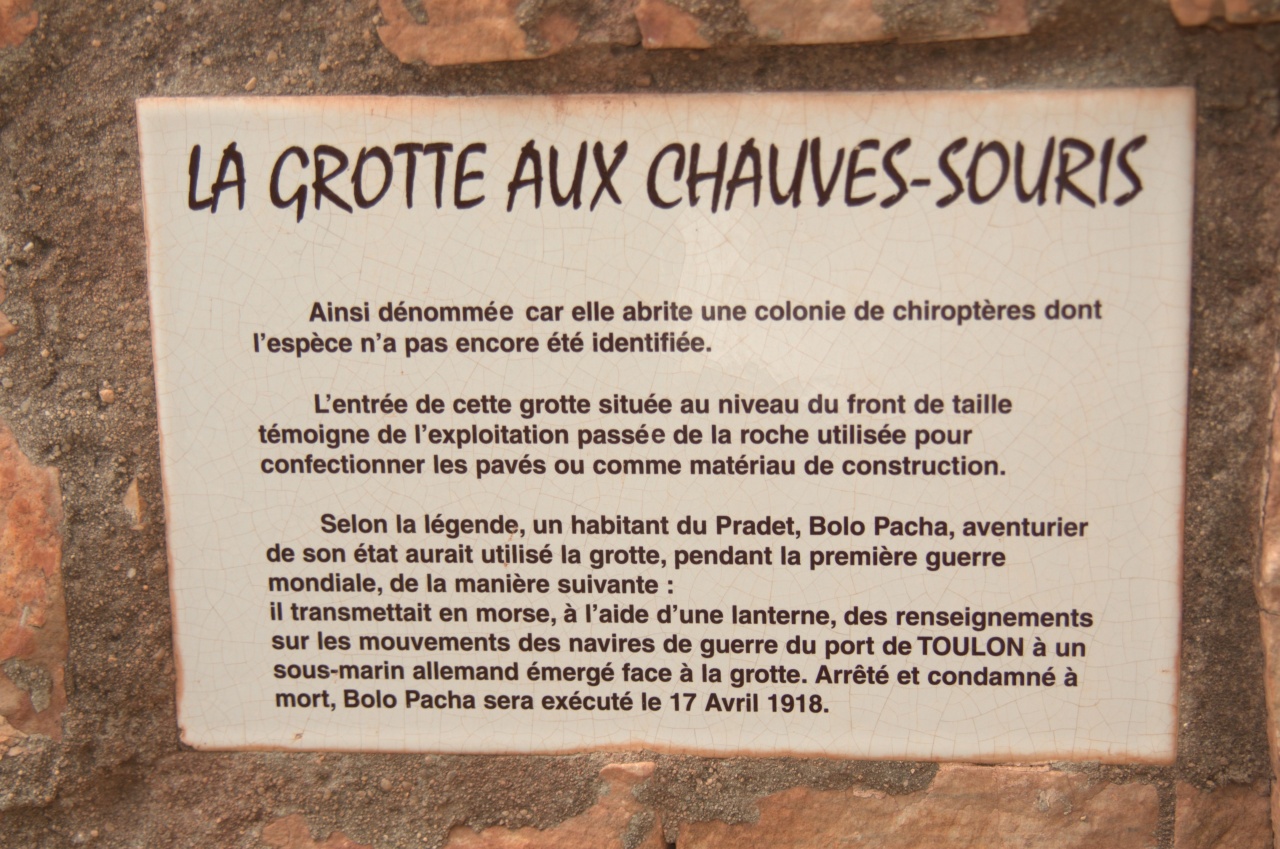 LA GROTTE AUX CHAUVES-SOURIS
Ainsi dénommée car elle abrite une colonie de chiroptères dont
l'espèce n'a pas encore été identifiée.
L'entrée de cette grotte située au niveau du front de taille
témoigne de l'exploitation passée de la roche utilisée pour
confectionner les pavés ou comme matériau de construction.
Selon la légende, un habitant du Pradet, Bolo Pacha, aventurier
de son état aurait utilisé la grotte, pendant la première guerre
mondiale, de la manière suivante :
il transmettait en morse, à l'aide d'une lanterne, des renseignements
sur les mouvements des navires de guerre du port de TOULON à un
sous-marin allemand émergé face à la grotte. Arrêté et condamné à
mort, Bolo Pacha sera exécuté le 17 Avril 1918.